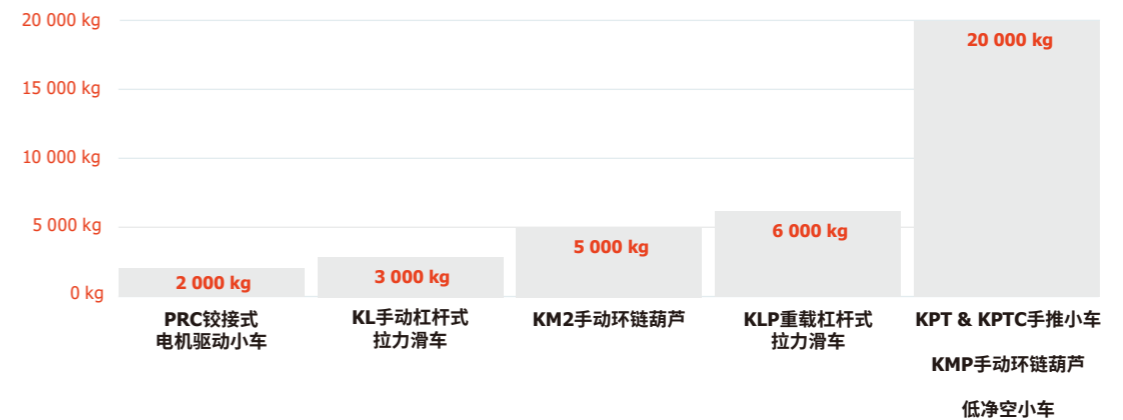 20 000 kg
15 000 kg
10 000 kg
5 000 kg
0 kg
2 000 kg
3 000 kg
5 000 kg
6 000 kg
20 000 kg
PRC铰接式
电机驱动小车
KL手动杠杆式
拉力滑车
KM2手动环链葫芦
KLP重载杠杆式
拉力滑车
KPT & KPTC手推小车
KMP手动环链葫芦
低净空小车